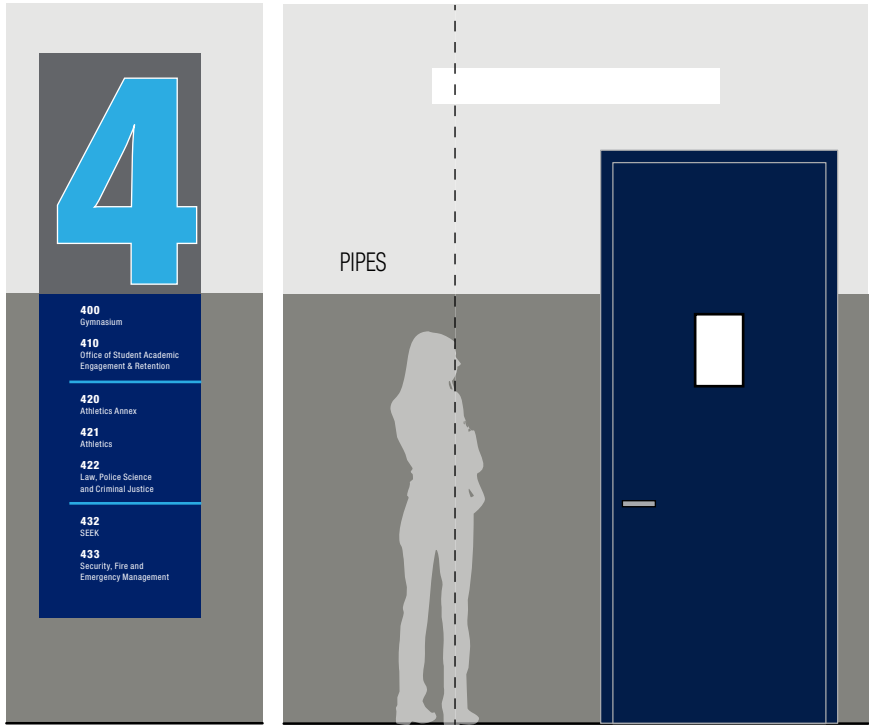 4
400
Gymnasium
410
Office of Student Academic
Engagement & Retention
420
Athletics Annex
421
Athletics
422
Law, Police Science
and Criminal Justice
432
SEEK
433
Security, Fire and
Emergency Management
PIPES